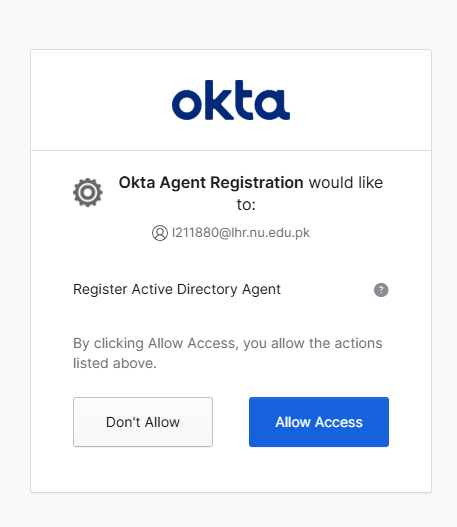 okta
Okta Agent Registration would like
to:
l211880@lhr.nu.edu.pk
Register Active Directory Agent ?
By clicking Allow Access, you allow the actions
listed above.
Don't Allow
Allow Access